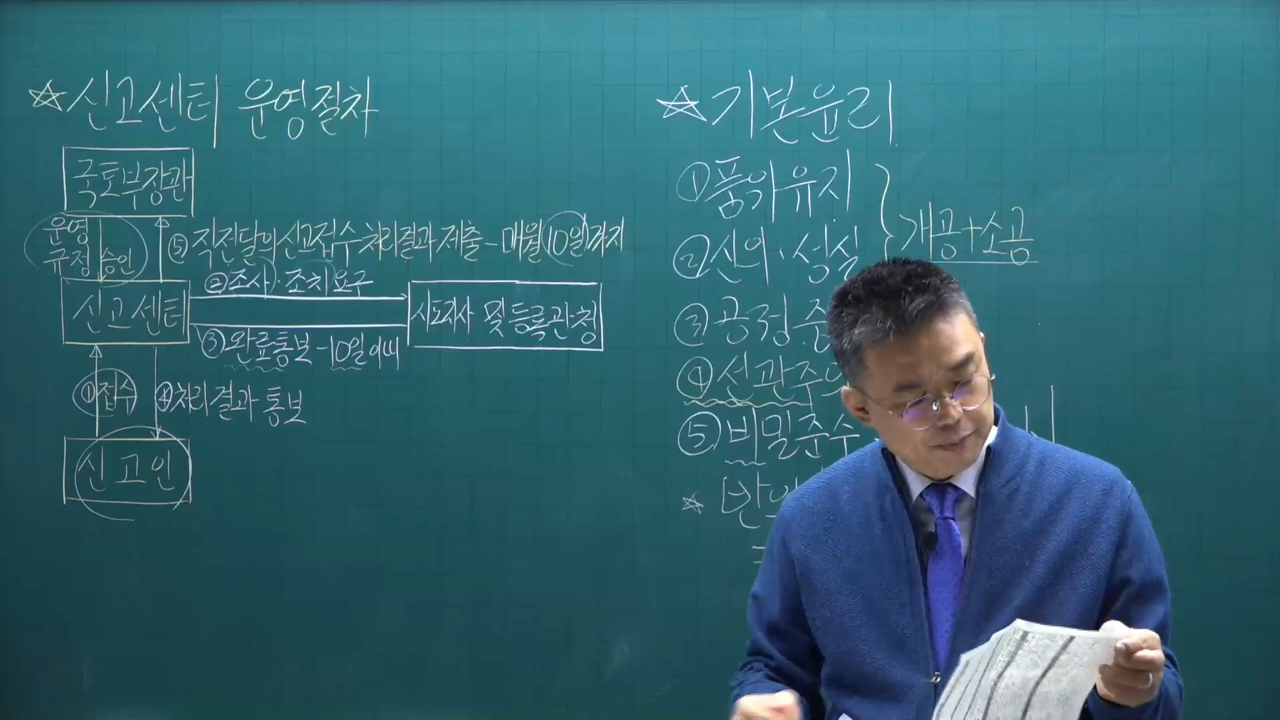 ☆신고센터 운영절차
국토부장관
운영
규정 승인
⑤ 직전달의 신고접수·처리결과 제출 - 매월 10일까지
②조사·조치요구
신고센터
시·도지사 및 등록관청
③완료통보 - 10일 이내
①접수
④처리결과 통보
신고인
☆기본윤리
①품위유지
②신의·성실
개공+소공
③공정·중
④선관주의
⑤비밀준수
☆